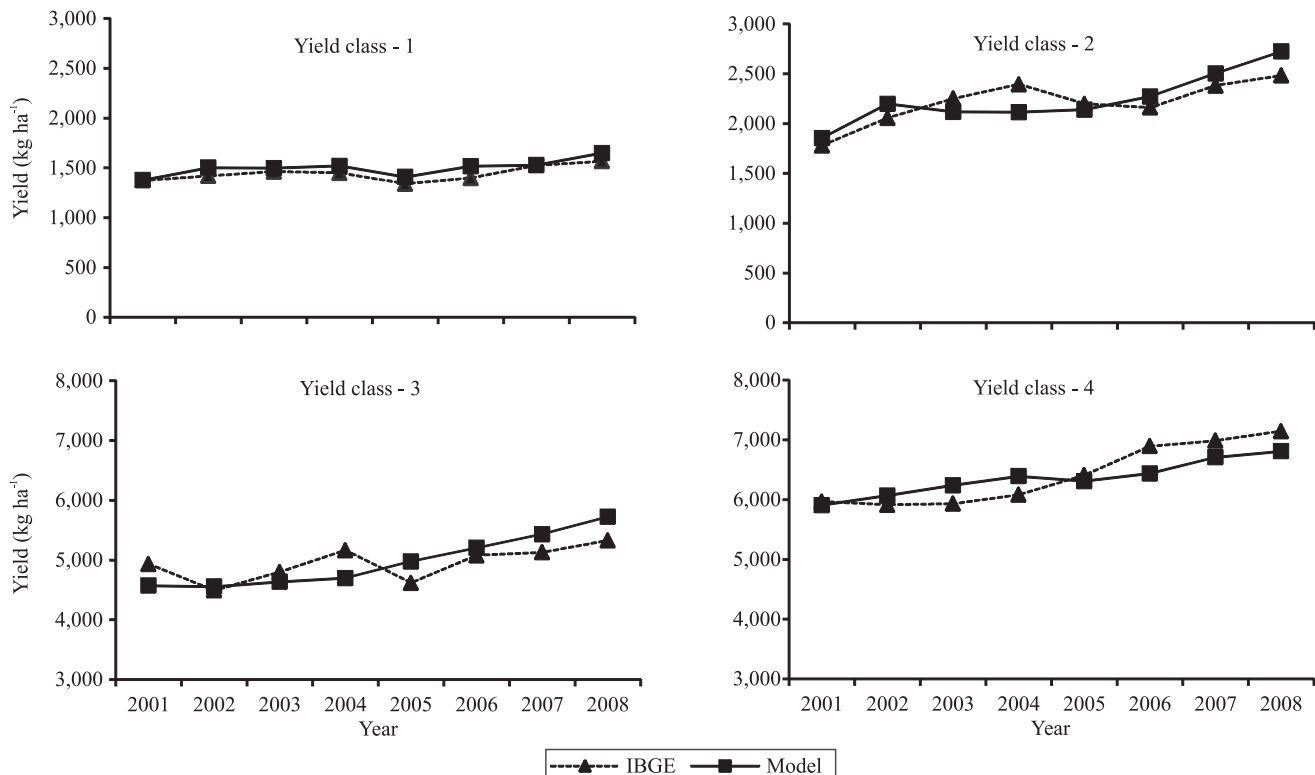 Yield class - 1
Yield (kg ha-1)
3,000
2,500
2,000
1,500
1,000
500
0
Yield class - 2
3,000
2,500
2,000
1,500
1,000
500
0
Yield class - 3
Yield (kg ha-1)
8,000
7,000
6,000
5,000
4,000
3,000
2001 2002 2003 2004 2005 2006 2007 2008
Year
Yield class - 4
8,000
7,000
6,000
5,000
4,000
3,000
2001 2002 2003 2004 2005 2006 2007 2008
Year
IBGE Model